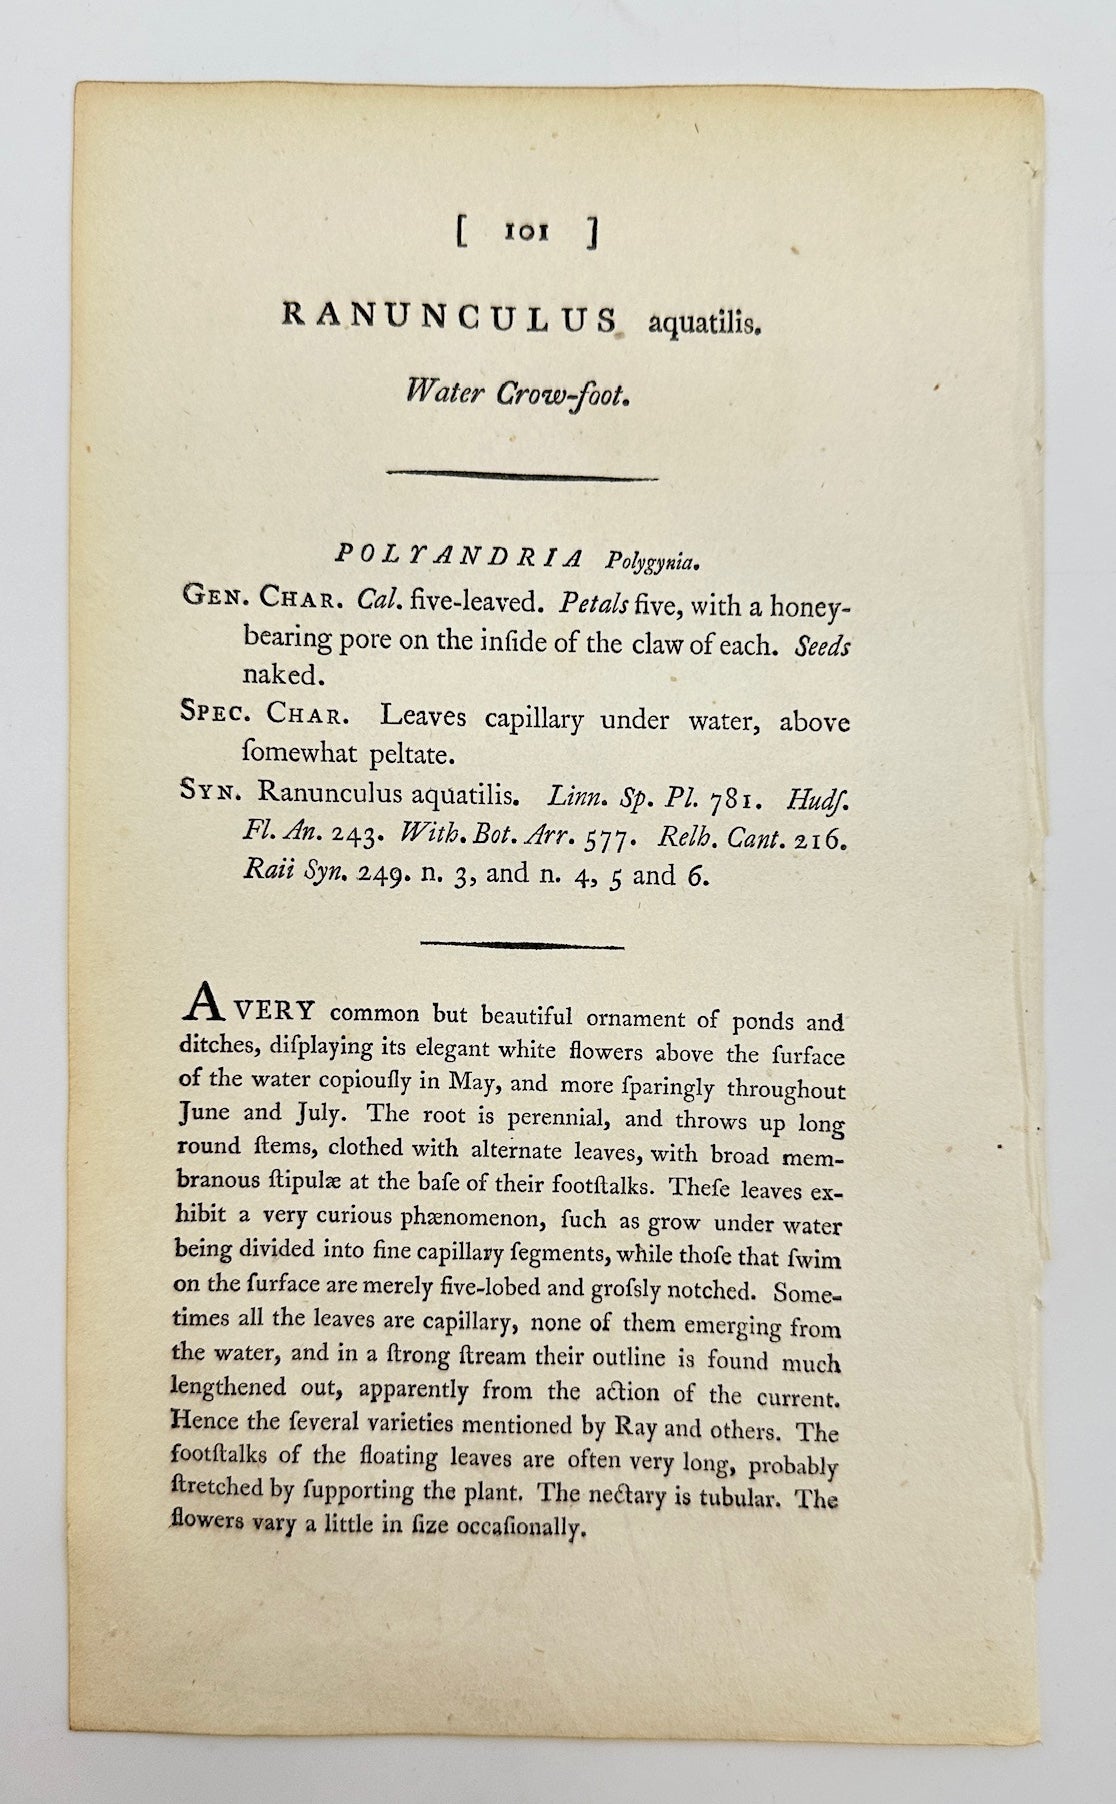 [ 101 ]
RANUNCULUS aquatilis.
Water Crow-foot.
POLYANDRIA Polygynia.
GEN. CHAR. Cal. five-leaved. Petals five, with a honey-
bearing pore on the inſide of the claw of each. Seeds
naked.
SPEC. CHAR. Leaves capillary under water, above
ſomewhat peltate.
SYN. Ranunculus aquatilis. Linn. Sp. Pl. 781. Hudſ.
Fl. An. 243. With. Bot. Arr. 577. Relh. Cant. 216.
Raii Syn. 249. n. 3, and n. 4, 5 and 6.
A VERY common but beautiful ornament of ponds and
ditches, diſplaying its elegant white flowers above the ſurface
of the water copiouſly in May, and more ſparingly throughout
June and July. The root is perennial, and throws up long
round ſtems, clothed with alternate leaves, with broad mem-
branous ſtipulæ at the baſe of their footſtalks. Theſe leaves ex-
hibit a very curious phænomenon, ſuch as grow under water
being divided into fine capillary ſegments, while thoſe that ſwim
on the ſurface are merely five-lobed and groſsly notched. Some-
times all the leaves are capillary, none of them emerging from
the water, and in a ſtrong ſtream their outline is found much
lengthened out, apparently from the action of the current.
Hence the ſeveral varieties mentioned by Ray and others. The
footſtalks of the floating leaves are often very long, probably
ſtretched by ſupporting the plant. The nectary is tubular. The
flowers vary a little in ſize occaſionally.